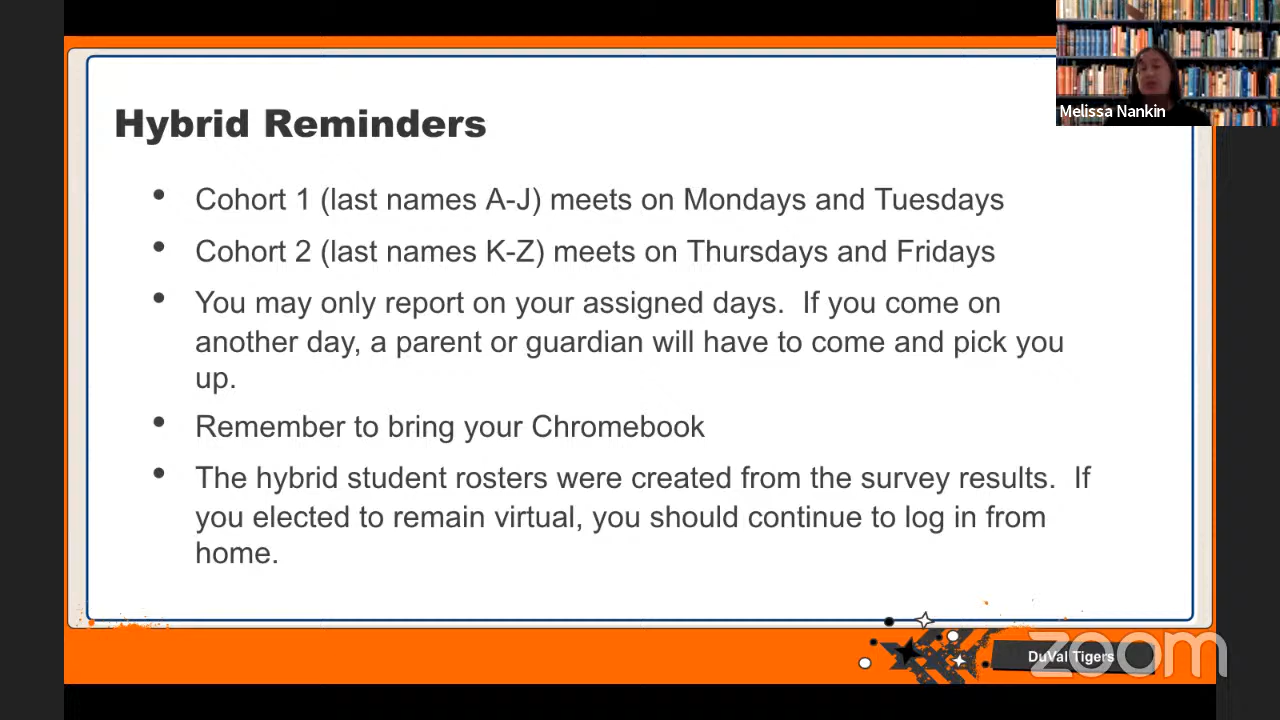 Melissa Nankin
Hybrid Reminders
• Cohort 1 (last names A-J) meets on Mondays and Tuesdays
• Cohort 2 (last names K-Z) meets on Thursdays and Fridays
• You may only report on your assigned days.  If you come on
another day, a parent or guardian will have to come and pick you
up.
• Remember to bring your Chromebook
• The hybrid student rosters were created from the survey results.  If
you elected to remain virtual, you should continue to log in from
home.
DuVal Tigers
zoom